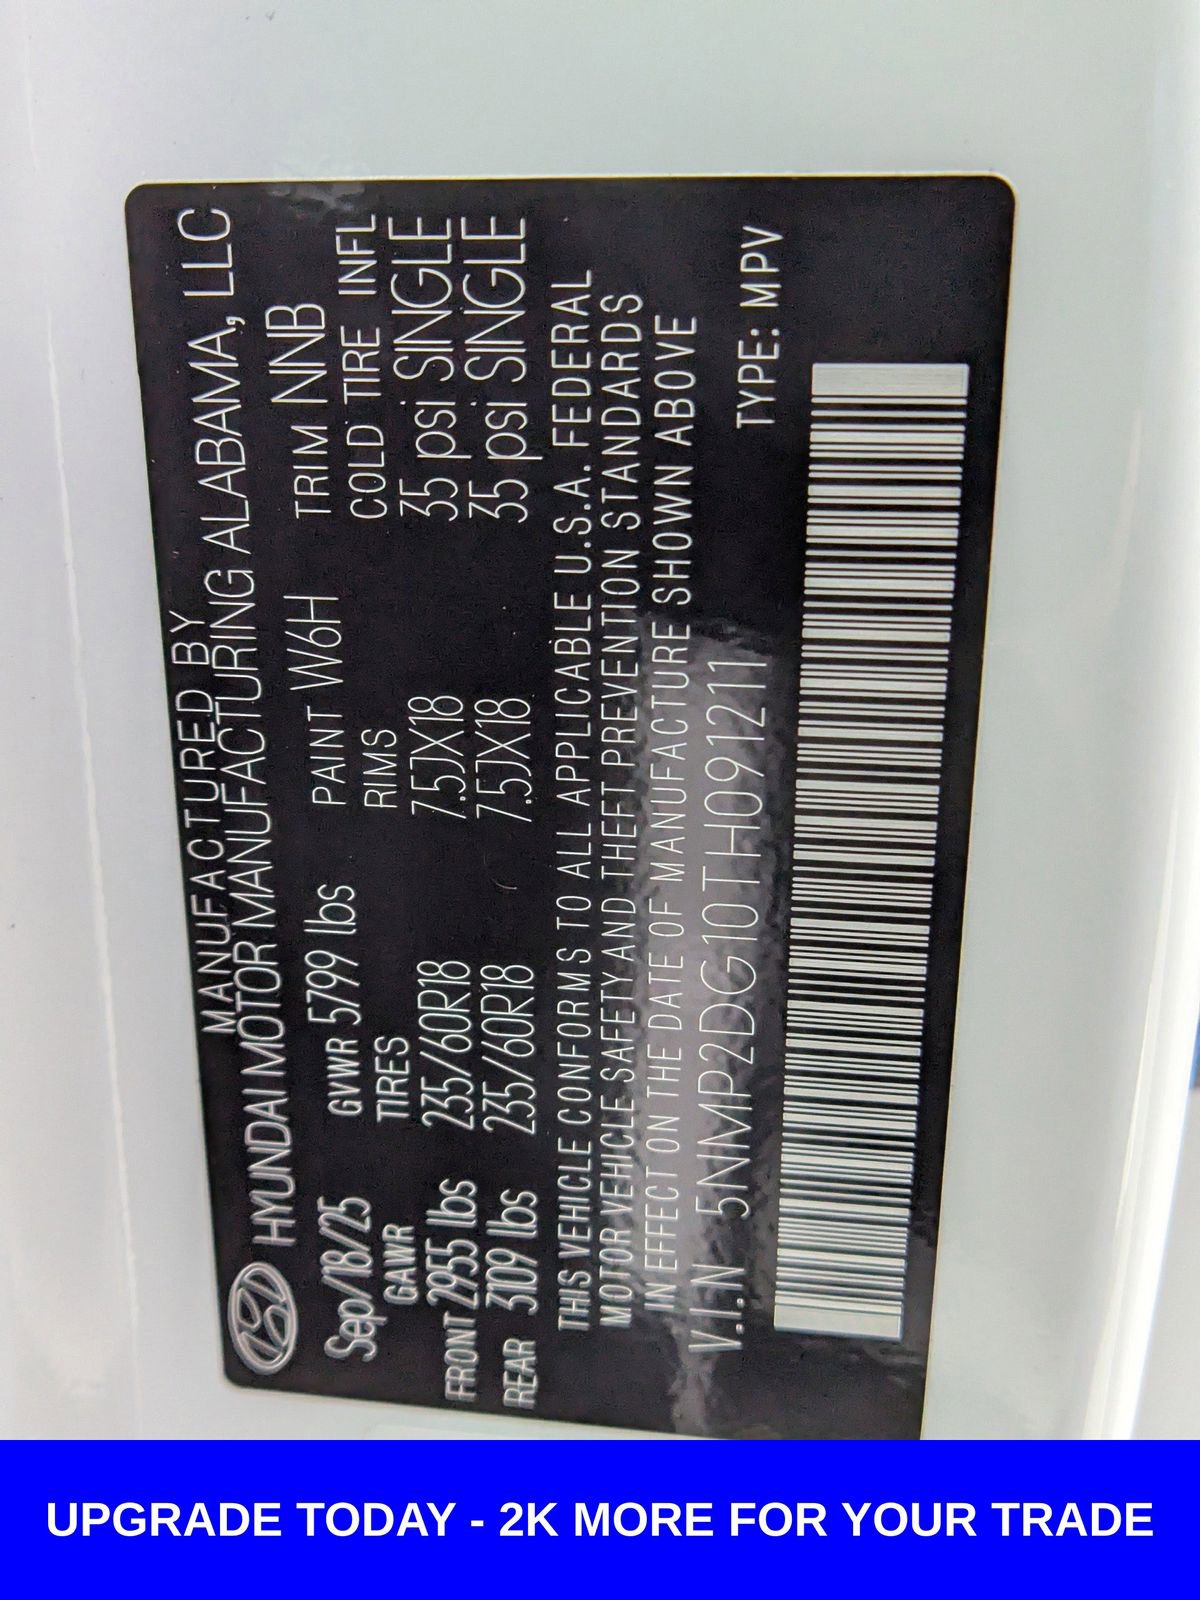 MANUFACTURED BY
HYUNDAI MOTOR MANUFACTURING ALABAMA, LLC
Sep/18/25 GVWR 5799 lbs PAINT W6H TRIM NNB
GAWR TIRES RIMS COLD TIRE INFL
FRONT 2955 lbs 235/60R18 7.5JX18 35 psi SINGLE
REAR 3109 lbs 235/60R18 7.5JX18 35 psi SINGLE
THIS VEHICLE CONFORMS TO ALL APPLICABLE U.S.A. FEDERAL
MOTOR VEHICLE SAFETY AND THEFT PREVENTION STANDARDS
IN EFFECT ON THE DATE OF MANUFACTURE SHOWN ABOVE
V.I.N 5NMP2DG10TH091211 TYPE: MPV
UPGRADE TODAY - 2K MORE FOR YOUR TRADE